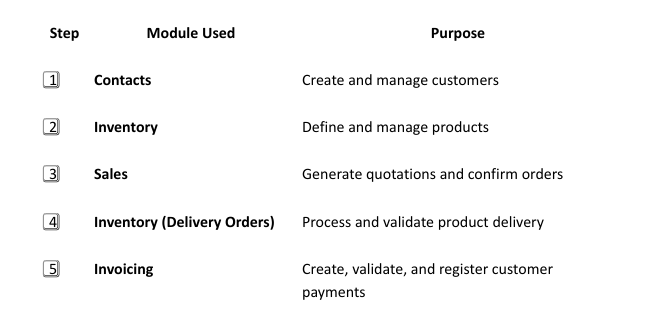 Step Module Used Purpose
1 Contacts Create and manage customers
2 Inventory Define and manage products
3 Sales Generate quotations and confirm orders
4 Inventory (Delivery Orders) Process and validate product delivery
5 Invoicing Create, validate, and register customer
payments